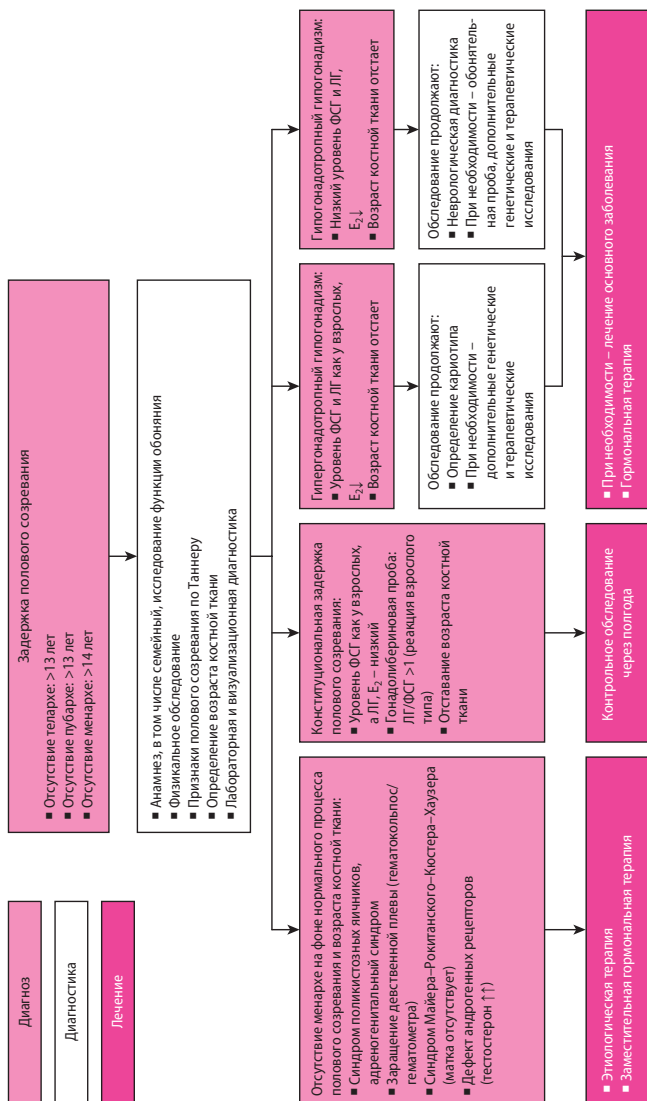 Диагноз
Диагностика
Лечение
Задержка полового созревания
■ Отсутствие телархе: >13 лет
■ Отсутствие пубархе: >13 лет
■ Отсутствие менархе: >14 лет
■ Анамнез, в том числе семейный, исследование функции обоняния
■ Физикальное обследование
■ Признаки полового созревания по Таннеру
■ Определение возраста костной ткани
■ Лабораторная и визуализационная диагностика
Отсутствие менархе на фоне нормального процесса
полового созревания и возраста костной ткани:
■ Синдром поликистозных яичников,
адреногенитальный синдром
■ Заращение девственной плевы (гематокольпос/
гематометра)
■ Синдром Майера–Рокитанского–Кюстера–Хаузера
(матка отсутствует)
■ Дефект андрогенных рецепторов
(тестостерон ↑↑)
Конституциональная задержка
полового созревания:
■ Уровень ФСГ как у взрослых,
а ЛГ, E₂ – низкий
■ Гонадолибериновая проба:
ЛГ/ФСГ >1 (реакция взрослого
типа)
■ Отставание возраста костной
ткани
Гипергонадотропный гипогонадизм:
■ Уровень ФСГ и ЛГ как у взрослых,
E₂↓
■ Возраст костной ткани отстает
Гипогонадотропный гипогонадизм:
■ Низкий уровень ФСГ и ЛГ,
E₂↓
■ Возраст костной ткани отстает
Обследование продолжают:
■ Определение кариотипа
■ При необходимости –
дополнительные генетические
и терапевтические
исследования
Обследование продолжают:
■ Неврологическая диагностика
■ При необходимости – обонятель-
ная проба, дополнительные
генетические и терапевтические
исследования
■ Этиологическая терапия
■ Заместительная гормональная терапия
Контрольное обследование
через полгода
■ При необходимости – лечение основного заболевания
■ Гормональная терапия